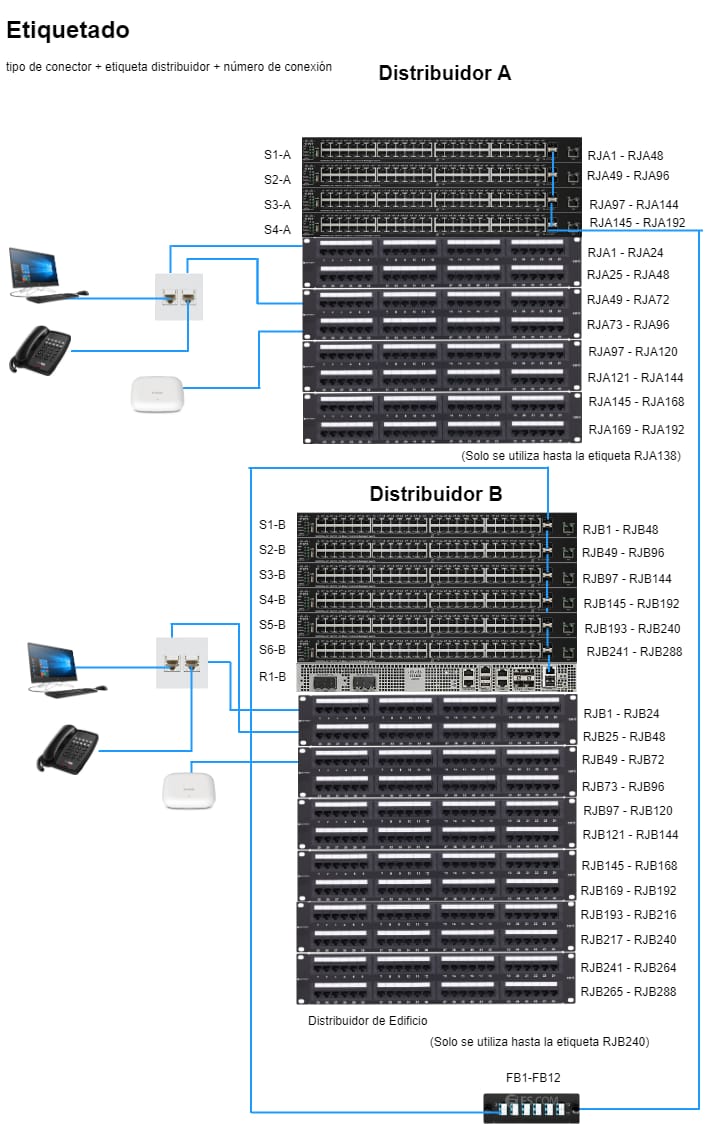 Etiquetado
tipo de conector + etiqueta distribuidor + número de conexión
Distribuidor A
S1-A
RJA1 - RJA48
S2-A
RJA49 - RJA96
S3-A
RJA97 - RJA144
S4-A
RJA145 - RJA192
RJA1 - RJA24
RJA25 - RJA48
RJA49 - RJA72
RJA73 - RJA96
RJA97 - RJA120
RJA121 - RJA144
RJA145 - RJA168
RJA169 - RJA192
(Solo se utiliza hasta la etiqueta RJA138)
Distribuidor B
S1-B
RJB1 - RJB48
S2-B
RJB49 - RJB96
S3-B
RJB97 - RJB144
S4-B
RJB145 - RJB192
S5-B
RJB193 - RJB240
S6-B
RJB241 - RJB288
R1-B
RJB1 - RJB24
RJB25 - RJB48
RJB49 - RJB72
RJB73 - RJB96
RJB97 - RJB120
RJB121 - RJB144
RJB145 - RJB168
RJB169 - RJB192
RJB193 - RJB216
RJB217 - RJB240
RJB241 - RJB264
RJB265 - RJB288
Distribuidor de Edificio
(Solo se utiliza hasta la etiqueta RJB240)
FB1-FB12